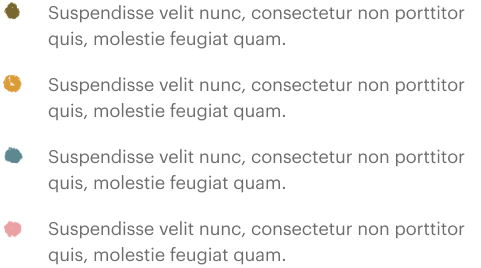 Suspendisse velit nunc, consectetur non porttitor
quis, molestie feugiat quam.
Suspendisse velit nunc, consectetur non porttitor
quis, molestie feugiat quam.
Suspendisse velit nunc, consectetur non porttitor
quis, molestie feugiat quam.
Suspendisse velit nunc, consectetur non porttitor
quis, molestie feugiat quam.